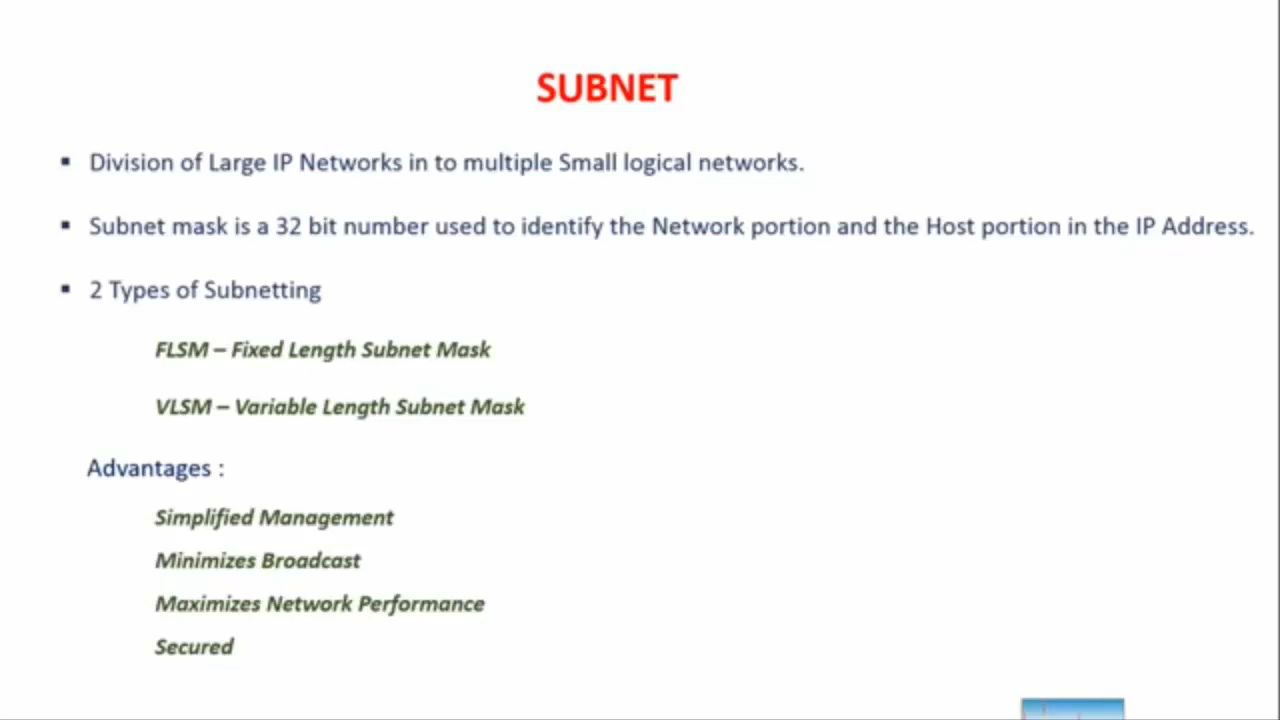 SUBNET
▪ Division of Large IP Networks in to multiple Small logical networks.
▪ Subnet mask is a 32 bit number used to identify the Network portion and the Host portion in the IP Address.
▪ 2 Types of Subnetting
FLSM – Fixed Length Subnet Mask
VLSM – Variable Length Subnet Mask
Advantages :
Simplified Management
Minimizes Broadcast
Maximizes Network Performance
Secured